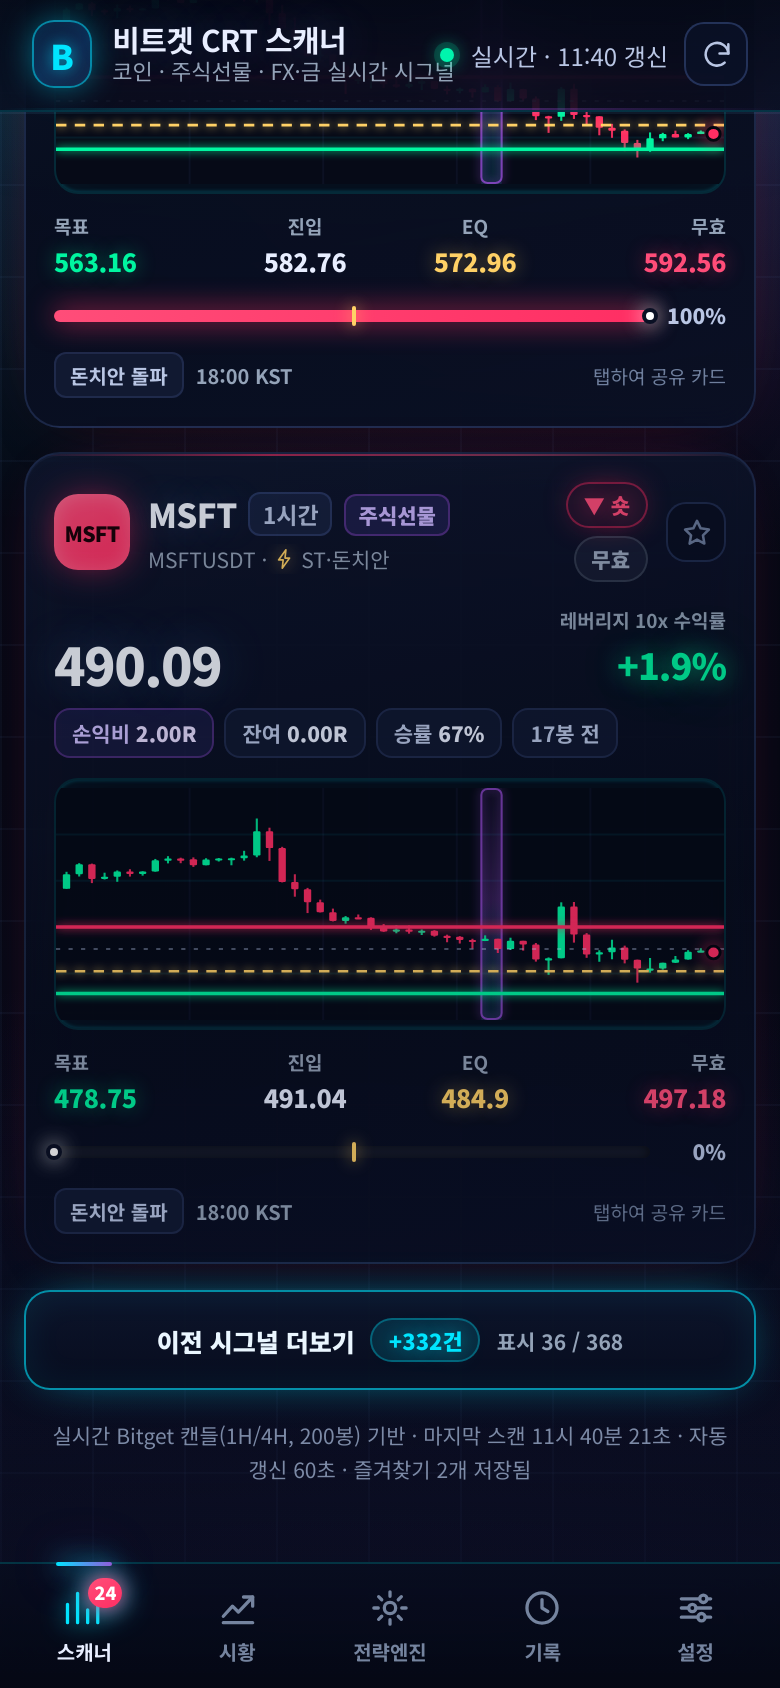 B
비트겟 CRT 스캐너
코인 · 주식선물 · FX·금 실시간 시그널
실시간 · 11:40 갱신
목표 진입 EQ 무효
563.16 582.76 572.96 592.56
100%
돈치안 돌파 18:00 KST 탭하여 공유 카드
MSFT MSFT 1시간 주식선물 ▼ 숏
MSFTUSDT · ST·돈치안 무효
레버리지 10x 수익률
490.09 +1.9%
손익비 2.00R 잔여 0.00R 승률 67% 17봉 전
목표 진입 EQ 무효
478.75 491.04 484.9 497.18
0%
돈치안 돌파 18:00 KST 탭하여 공유 카드
이전 시그널 더보기 +332건 표시 36 / 368
실시간 Bitget 캔들(1H/4H, 200봉) 기반 · 마지막 스캔 11시 40분 21초 · 자동
갱신 60초 · 즐겨찾기 2개 저장됨
24
스캐너 시황 전략엔진 기록 설정